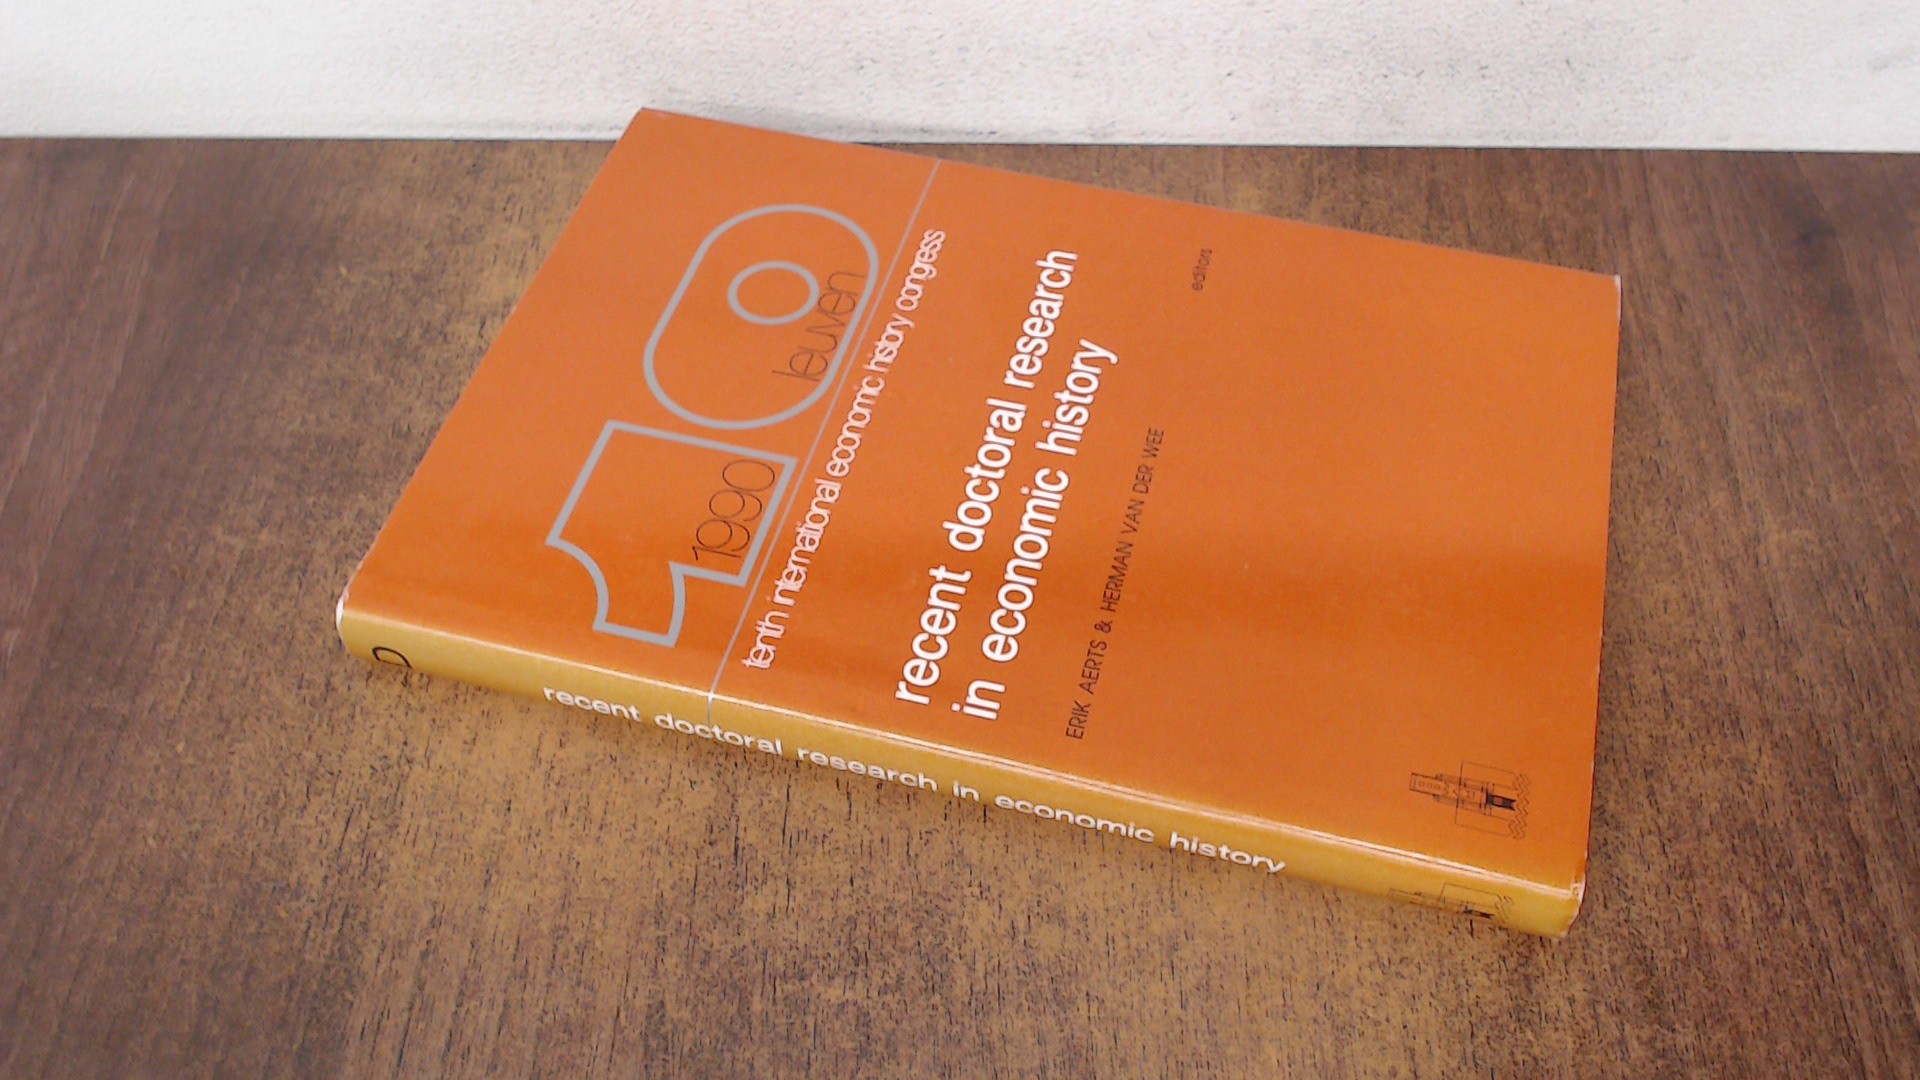 1990
leuven
tenth international economic history congress
recent doctoral research
in economic history
ERIK AERTS & HERMAN VAN DER WEE
editors
D
recent doctoral research in economic history